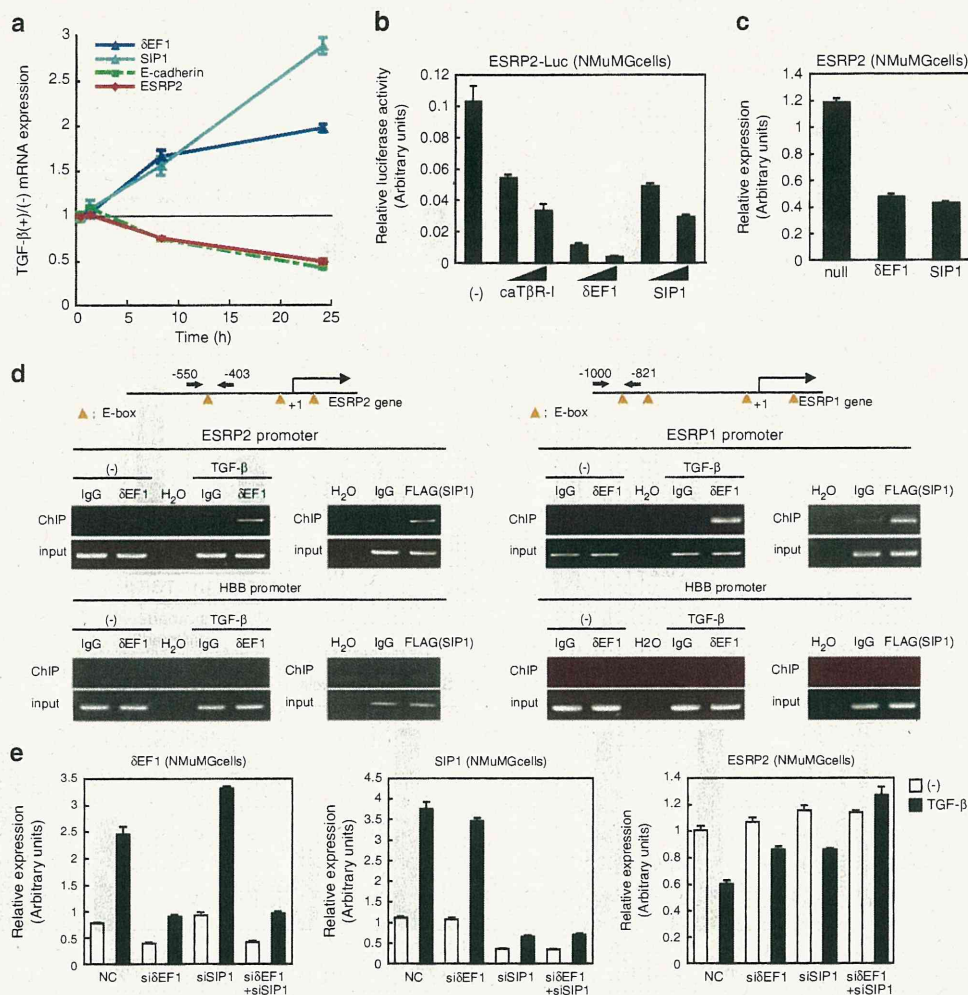 a
TGF-β(+)/(-) mRNA expression
3
2.5
2
1.5
1
0.5
0
δEF1
SIP1
E-cadherin
ESRP2
0 5 10 15 20 25
Time (h)
b
ESRP2-Luc (NMuMGcells)
Relative luciferase activity
(Arbitrary units)
0.12
0.1
0.08
0.06
0.04
0.02
0
(-) caTβR-I δEF1 SIP1
c
ESRP2 (NMuMGcells)
Relative expression
(Arbitrary units)
1.4
1.2
1.0
0.8
0.6
0.4
0.2
0
null δEF1 SIP1
d
-550 -403
+1 ESRP2 gene
: E-box
ESRP2 promoter
(-) TGF-β
IgG δEF1 H2O IgG δEF1 H2O IgG FLAG(SIP1)
ChIP
input
HBB promoter
(-) TGF-β
IgG δEF1 H2O IgG δEF1 H2O IgG FLAG(SIP1)
ChIP
input
-1000 -821
+1 ESRP1 gene
: E-box
ESRP1 promoter
(-) TGF-β
IgG δEF1 H2O IgG δEF1 H2O IgG FLAG(SIP1)
ChIP
input
HBB promoter
(-) TGF-β
IgG δEF1 H2O IgG δEF1 H2O IgG FLAG(SIP1)
ChIP
input
e
δEF1 (NMuMGcells)
Relative expression
(Arbitrary units)
3.5
3
2.5
2
1.5
1
0.5
0
NC siδEF1 siSIP1 siδEF1
+siSIP1
SIP1 (NMuMGcells)
Relative expression
(Arbitrary units)
4.5
4
3.5
3
2.5
2
1.5
1
0.5
0
NC siδEF1 siSIP1 siδEF1
+siSIP1
ESRP2 (NMuMGcells)
Relative expression
(Arbitrary units)
1.4
1.2
1
0.8
0.6
0.4
0.2
0
NC siδEF1 siSIP1 siδEF1
+siSIP1
(-)
TGF-β